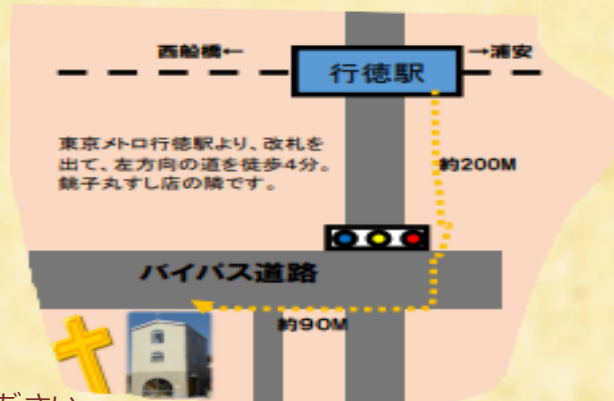 西船橋←
→浦安
行徳駅
東京メトロ行徳駅より、改札を
出て、左方向の道を徒歩4分。
銚子丸すし店の隣です。
約200M
バイパス道路
約90M
ださい